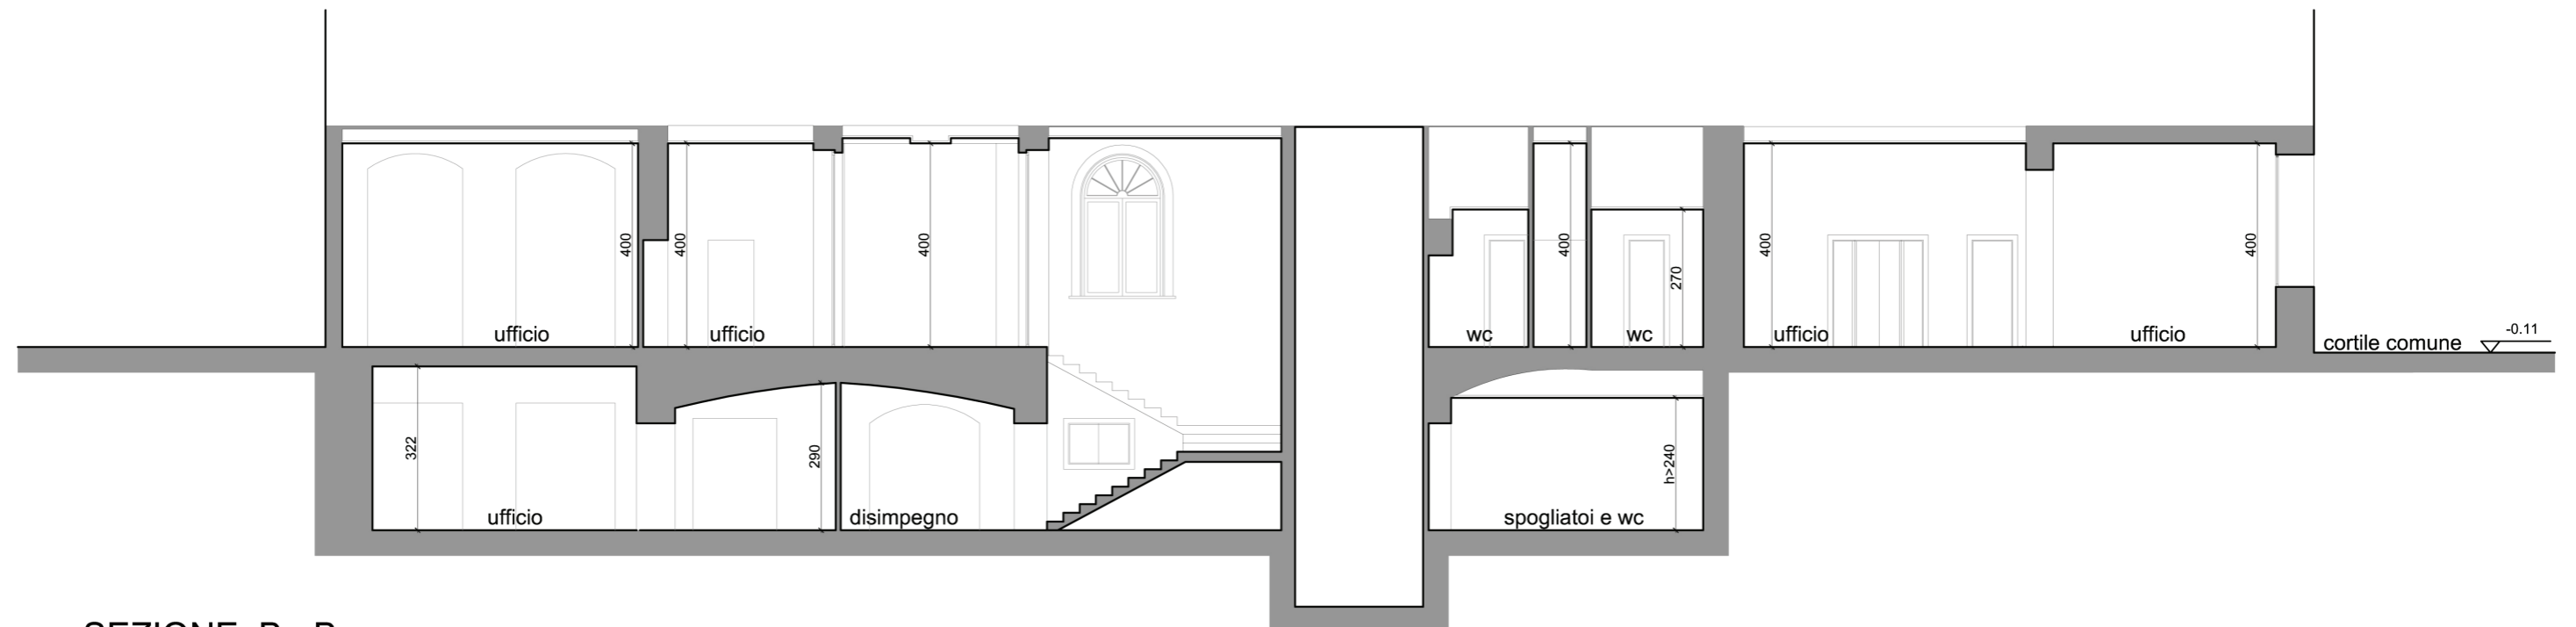 400
400
400
400
270
400
400
ufficio
ufficio
wc
wc
ufficio
ufficio
cortile comune
-0.11
322
290
h>240
ufficio
disimpegno
spogliatoi e wc